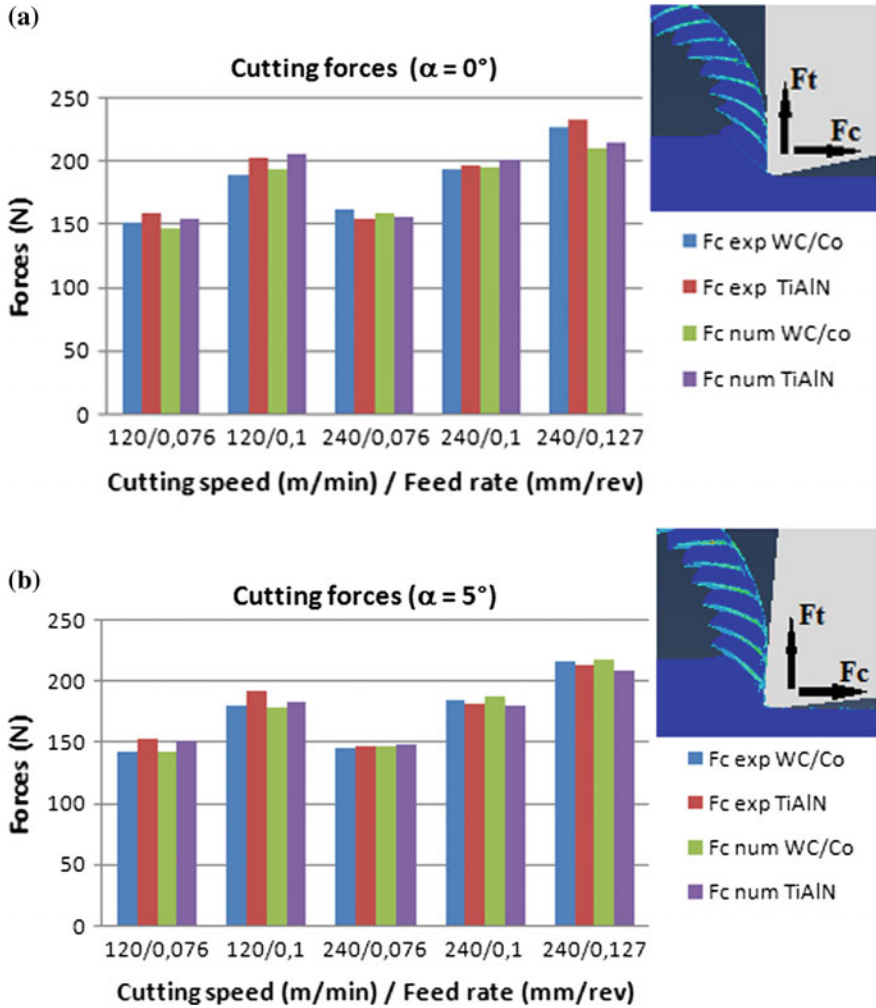 (a)
Cutting forces (α = 0°)
250
200
150
100
50
0
Forces (N)
120/0,076 120/0,1 240/0,076 240/0,1 240/0,127
Cutting speed (m/min) / Feed rate (mm/rev)
Ft
Fc
Fc exp WC/Co
Fc exp TiAlN
Fc num WC/co
Fc num TiAlN
(b)
Cutting forces (α = 5°)
250
200
150
100
50
0
Forces (N)
120/0,076 120/0,1 240/0,076 240/0,1 240/0,127
Cutting speed (m/min) / Feed rate (mm/rev)
Ft
Fc
Fc exp WC/Co
Fc exp TiAlN
Fc num WC/Co
Fc num TiAlN